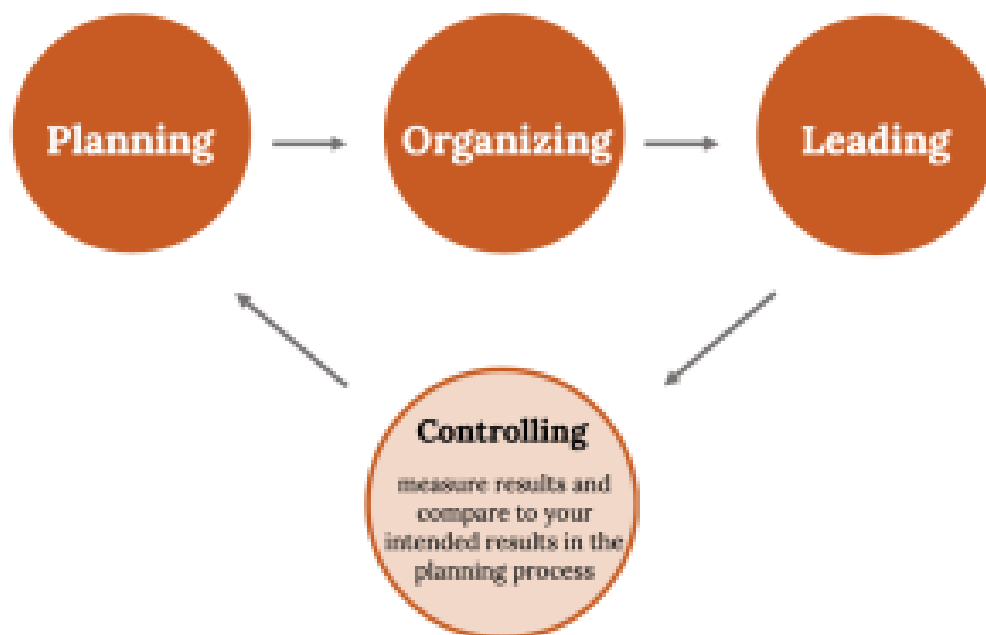 Planning
Organizing
Leading
Controlling
measure results and
compare to your
intended results in the
planning process